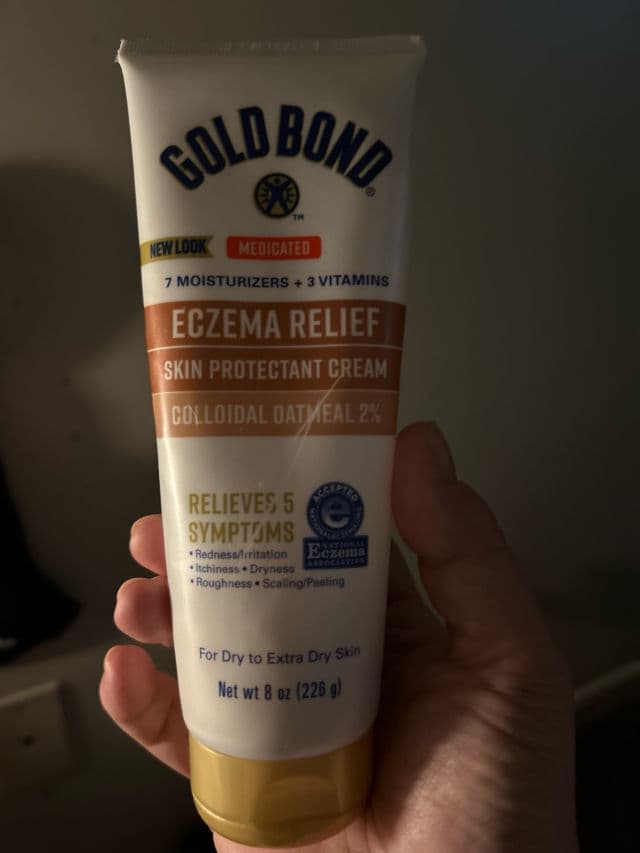 GOLD BOND®
TM
NEW LOOK
MEDICATED
7 MOISTURIZERS + 3 VITAMINS
ECZEMA RELIEF
SKIN PROTECTANT CREAM
COLLOIDAL OATMEAL 2%
RELIEVES 5
SYMPTOMS
• Redness/Irritation
• Itchiness • Dryness
• Roughness • Scaling/Peeling
ACCEPTED
e
NATIONAL
Eczema
ASSOCIATION
For Dry to Extra Dry Skin
Net wt 8 oz (226 g)